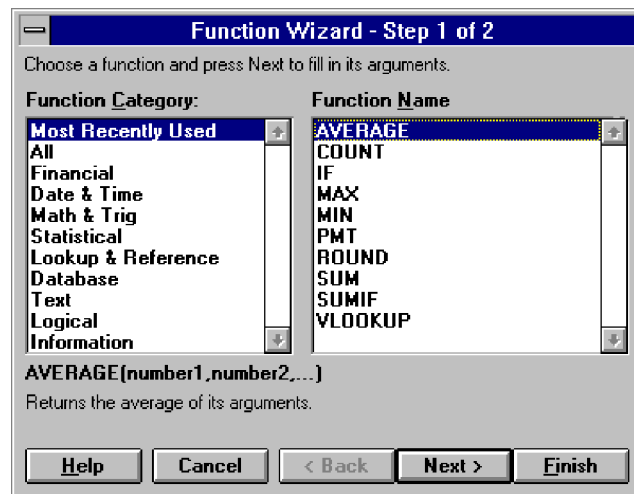 Function Wizard - Step 1 of 2
Choose a function and press Next to fill in its arguments.
Function Category:
Most Recently Used
All
Financial
Date & Time
Math & Trig
Statistical
Lookup & Reference
Database
Text
Logical
Information
Function Name
AVERAGE
COUNT
IF
MAX
MIN
PMT
ROUND
SUM
SUMIF
VLOOKUP
AVERAGE(number1,number2,...)
Returns the average of its arguments.
Help Cancel < Back Next > Finish